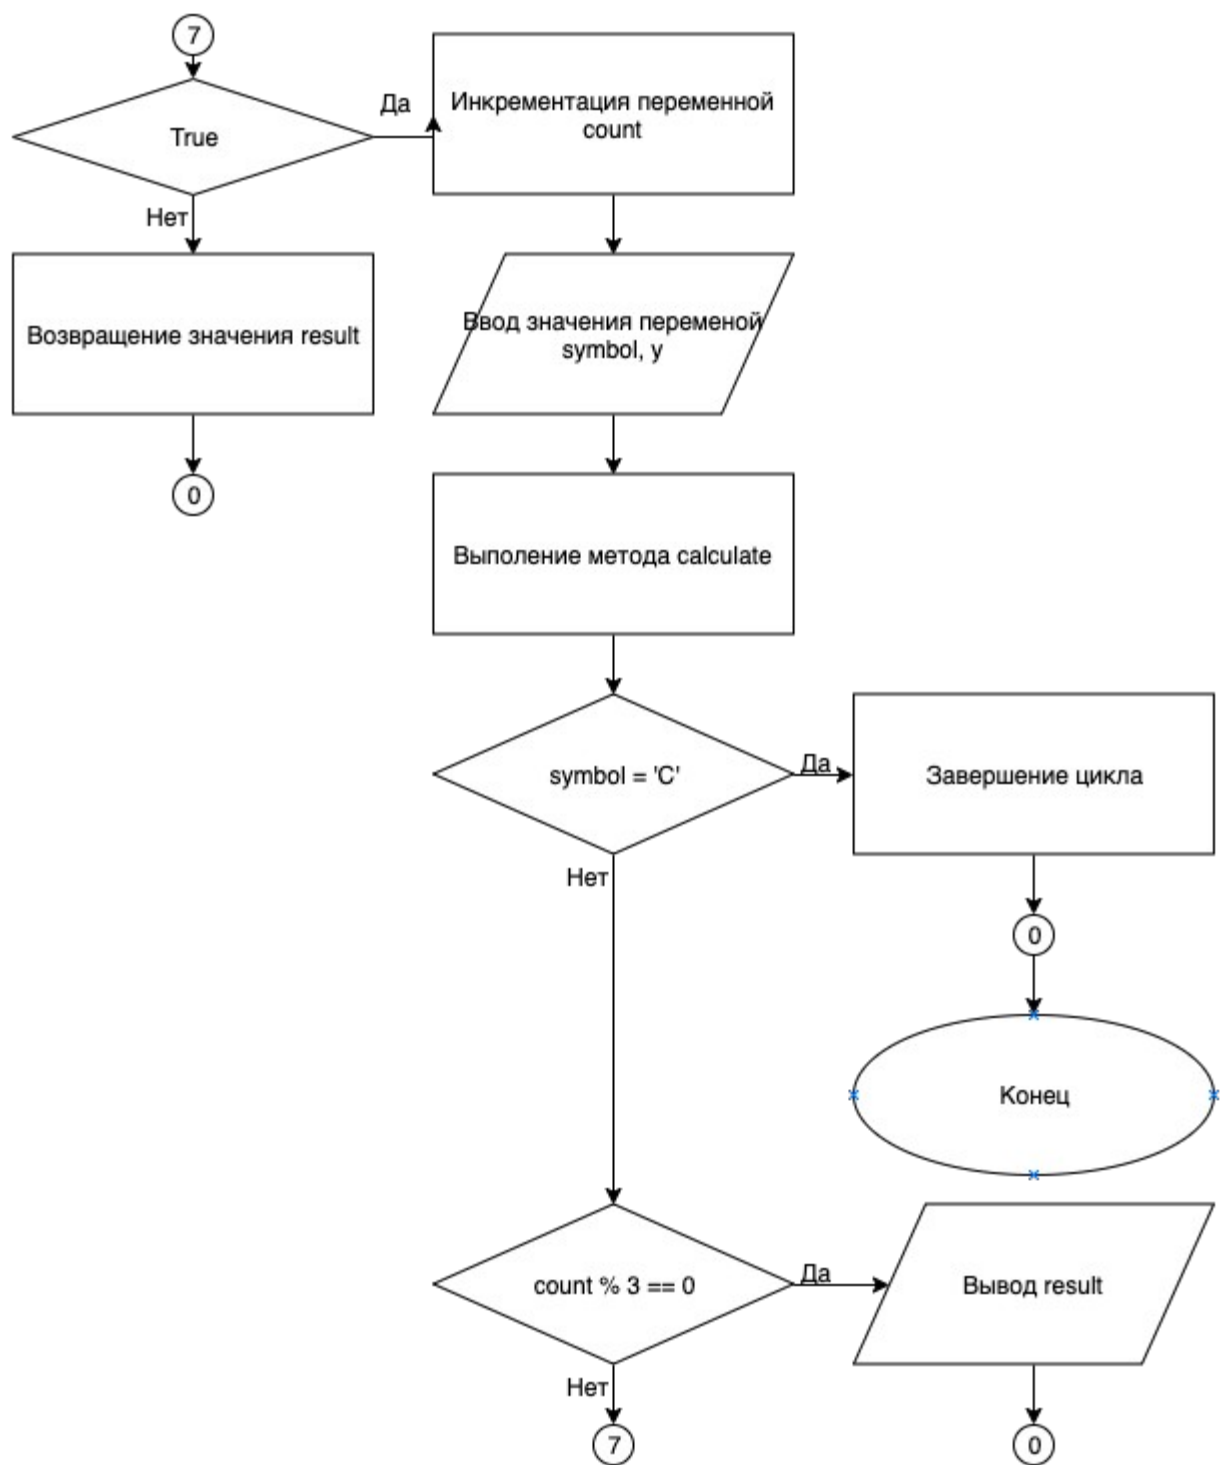 7
True
Да
Инкрементация переменной
count
Нет
Возвращение значения result
0
Ввод значения переменой
symbol, y
Выполение метода calculate
symbol = 'C'
Да
Завершение цикла
Нет
0
Конец
count % 3 == 0
Да
Вывод result
Нет
7
0